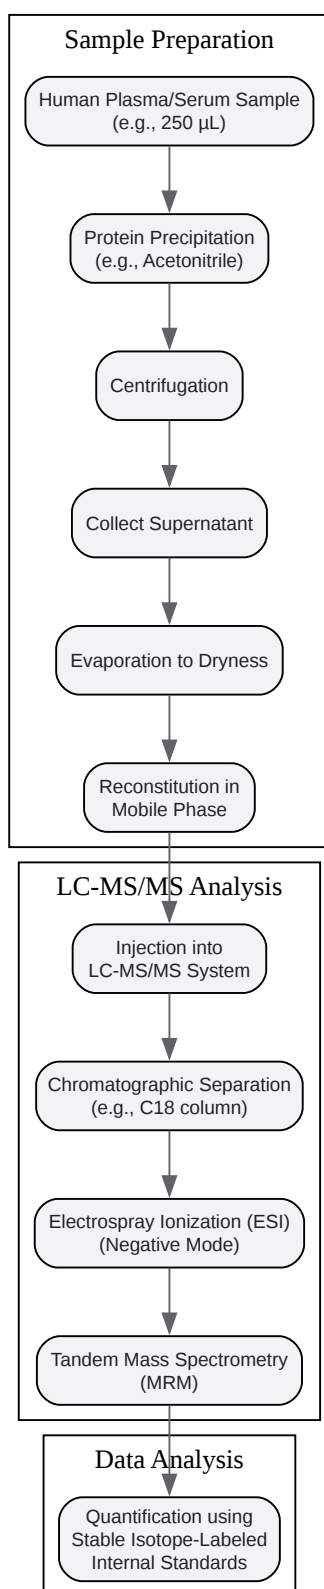 Sample Preparation
Human Plasma/Serum Sample
(e.g., 250 µL)
Protein Precipitation
(e.g., Acetonitrile)
Centrifugation
Collect Supernatant
Evaporation to Dryness
Reconstitution in
Mobile Phase
LC-MS/MS Analysis
Injection into
LC-MS/MS System
Chromatographic Separation
(e.g., C18 column)
Electrospray Ionization (ESI)
(Negative Mode)
Tandem Mass Spectrometry
(MRM)
Data Analysis
Quantification using
Stable Isotope-Labeled
Internal Standards